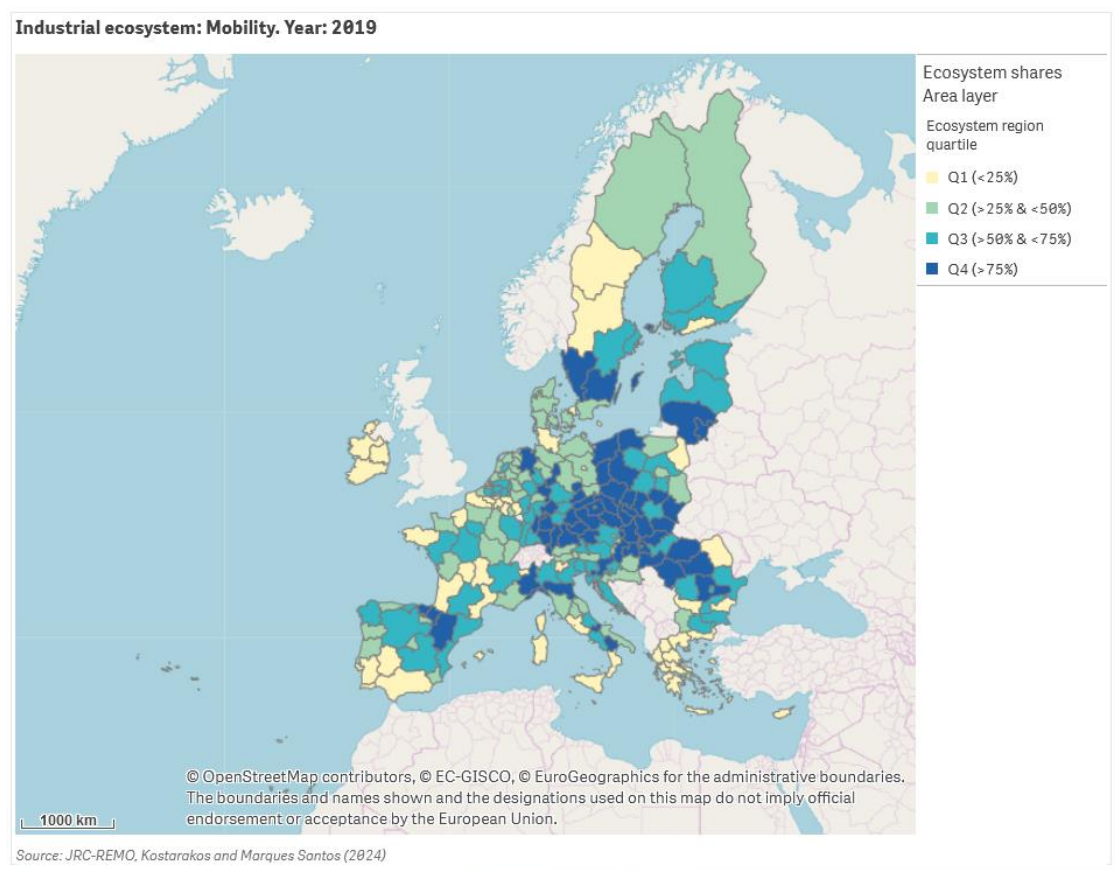 Industrial ecosystem: Mobility. Year: 2019
Ecosystem shares
Area layer
Ecosystem region
quartile
Q1 (<25%)
Q2 (>25% & <50%)
Q3 (>50% & <75%)
Q4 (>75%)
© OpenStreetMap contributors, © EC-GISCO, © EuroGeographics for the administrative boundaries.
The boundaries and names shown and the designations used on this map do not imply official
endorsement or acceptance by the European Union.
1000 km
Source: JRC-REMO, Kostarakos and Marques Santos (2024)